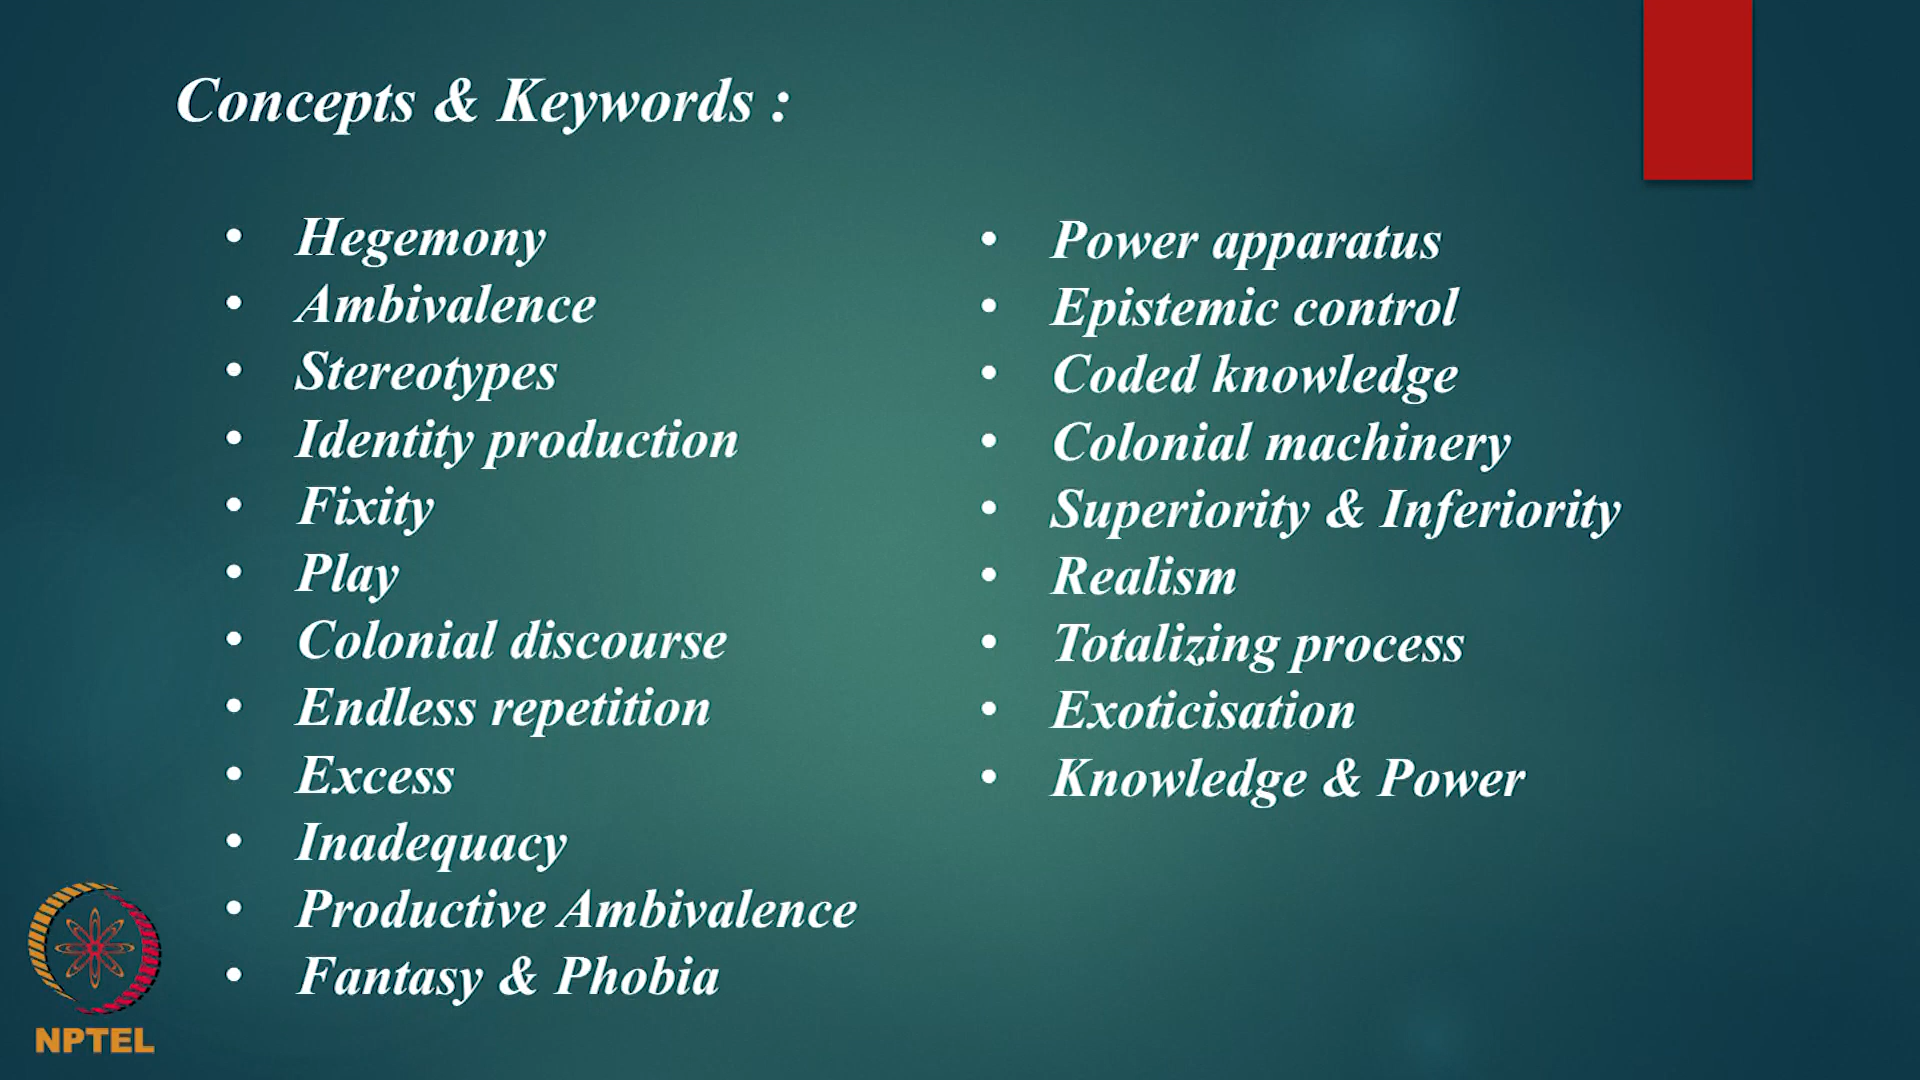 Concepts & Keywords :
• Hegemony
• Ambivalence
• Stereotypes
• Identity production
• Fixity
• Play
• Colonial discourse
• Endless repetition
• Excess
• Inadequacy
• Productive Ambivalence
• Fantasy & Phobia
• Power apparatus
• Epistemic control
• Coded knowledge
• Colonial machinery
• Superiority & Inferiority
• Realism
• Totalizing process
• Exoticisation
• Knowledge & Power
NPTEL